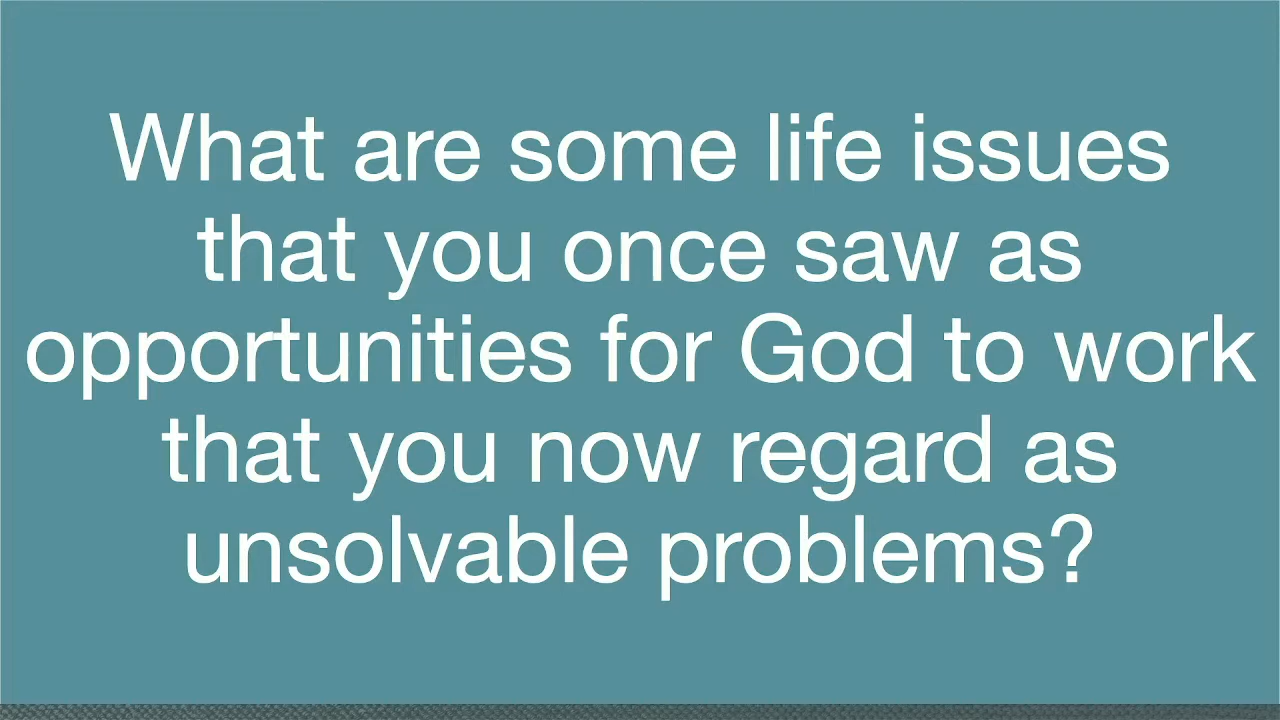 What are some life issues
that you once saw as
opportunities for God to work
that you now regard as
unsolvable problems?